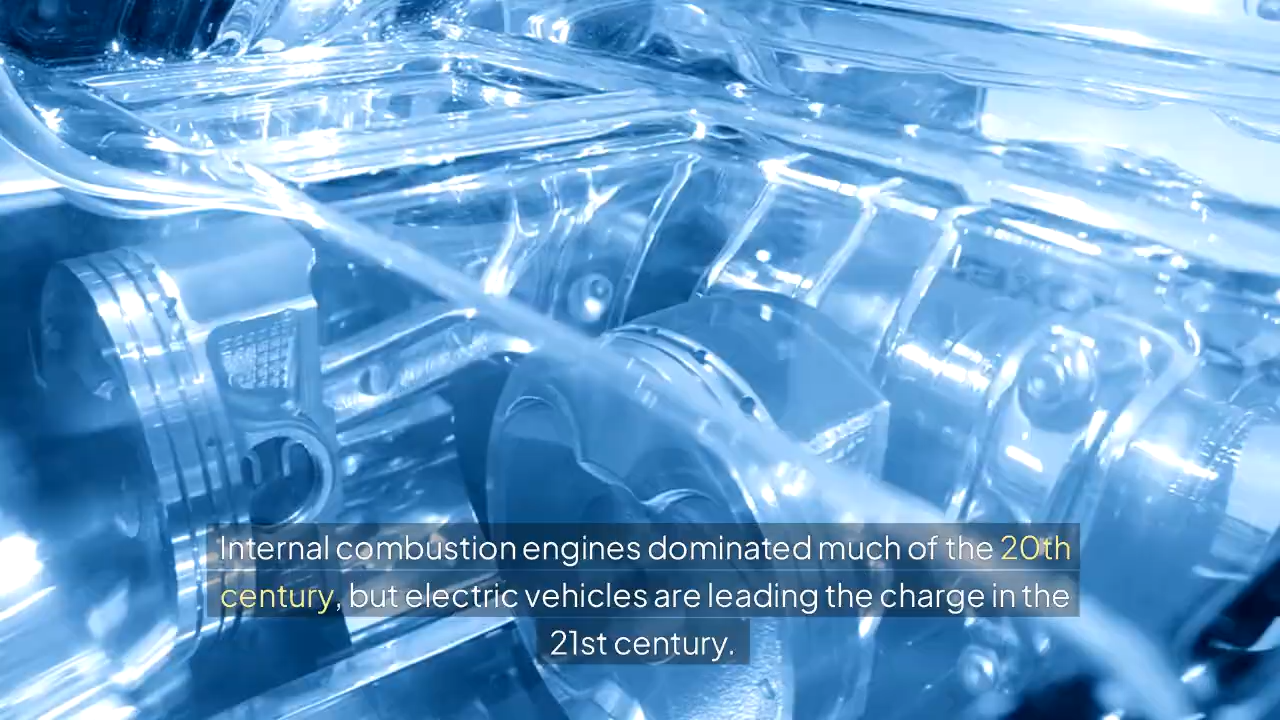 Internal combustion engines dominated much of the 20th
century, but electric vehicles are leading the charge in the
21st century.